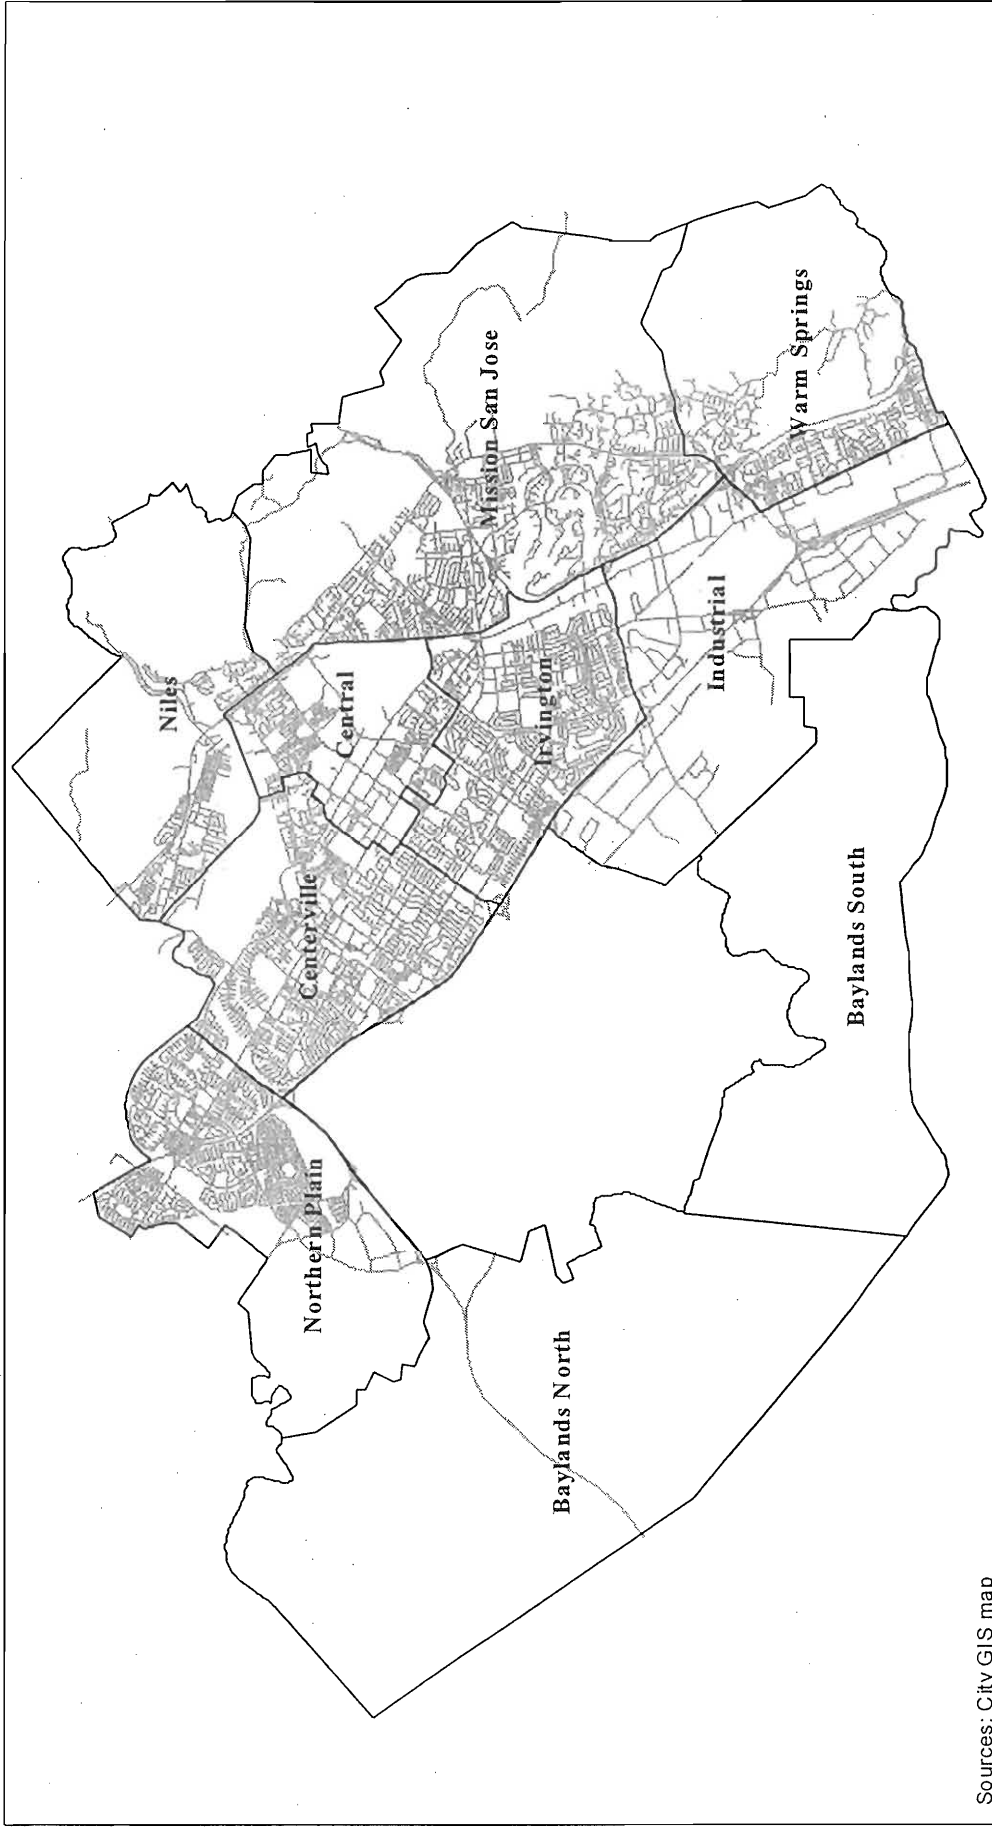 Niles
Mission San Jose
Warm Springs
Central
Irvington
Industrial
Centerville
Northern Plain
Baylands South
Baylands North
Sources: City GIS map